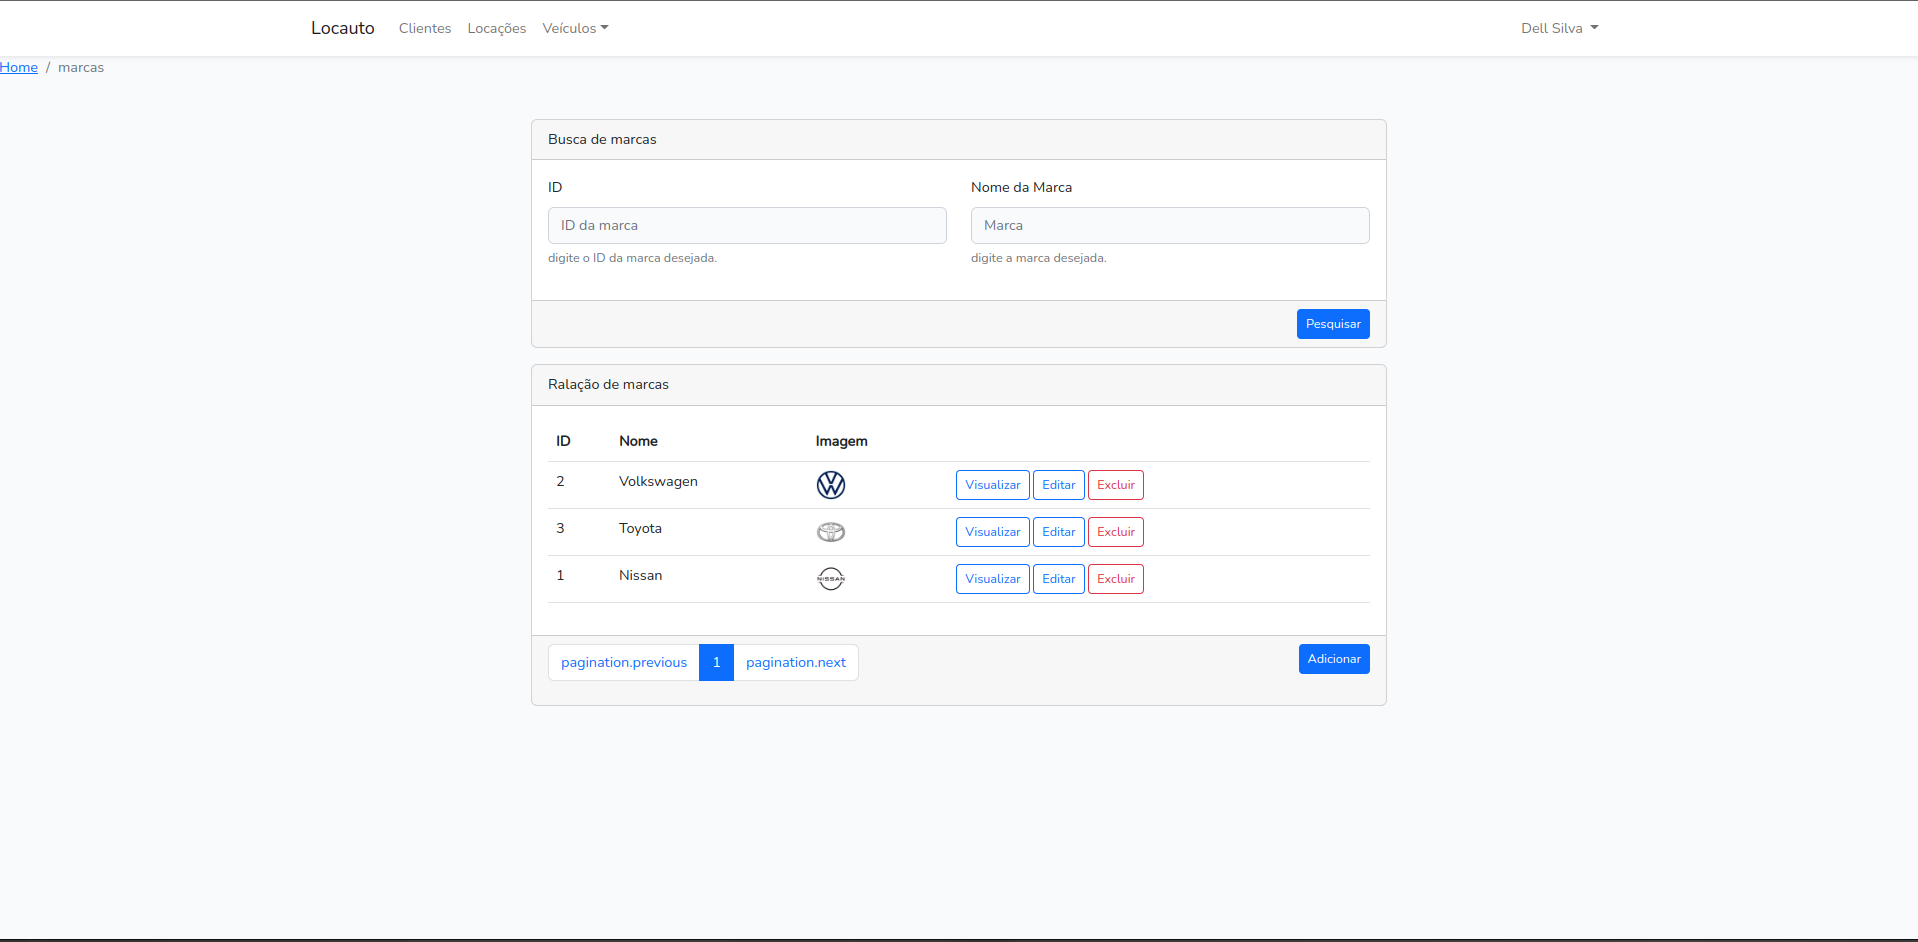 Locauto Clientes Locações Veículos Dell Silva
Home / marcas
Busca de marcas
ID Nome da Marca
ID da marca Marca
digite o ID da marca desejada. digite a marca desejada.
Pesquisar
Ralação de marcas
ID Nome Imagem
2 Volkswagen Visualizar Editar Excluir
3 Toyota Visualizar Editar Excluir
1 Nissan NISSAN Visualizar Editar Excluir
pagination.previous 1 pagination.next Adicionar